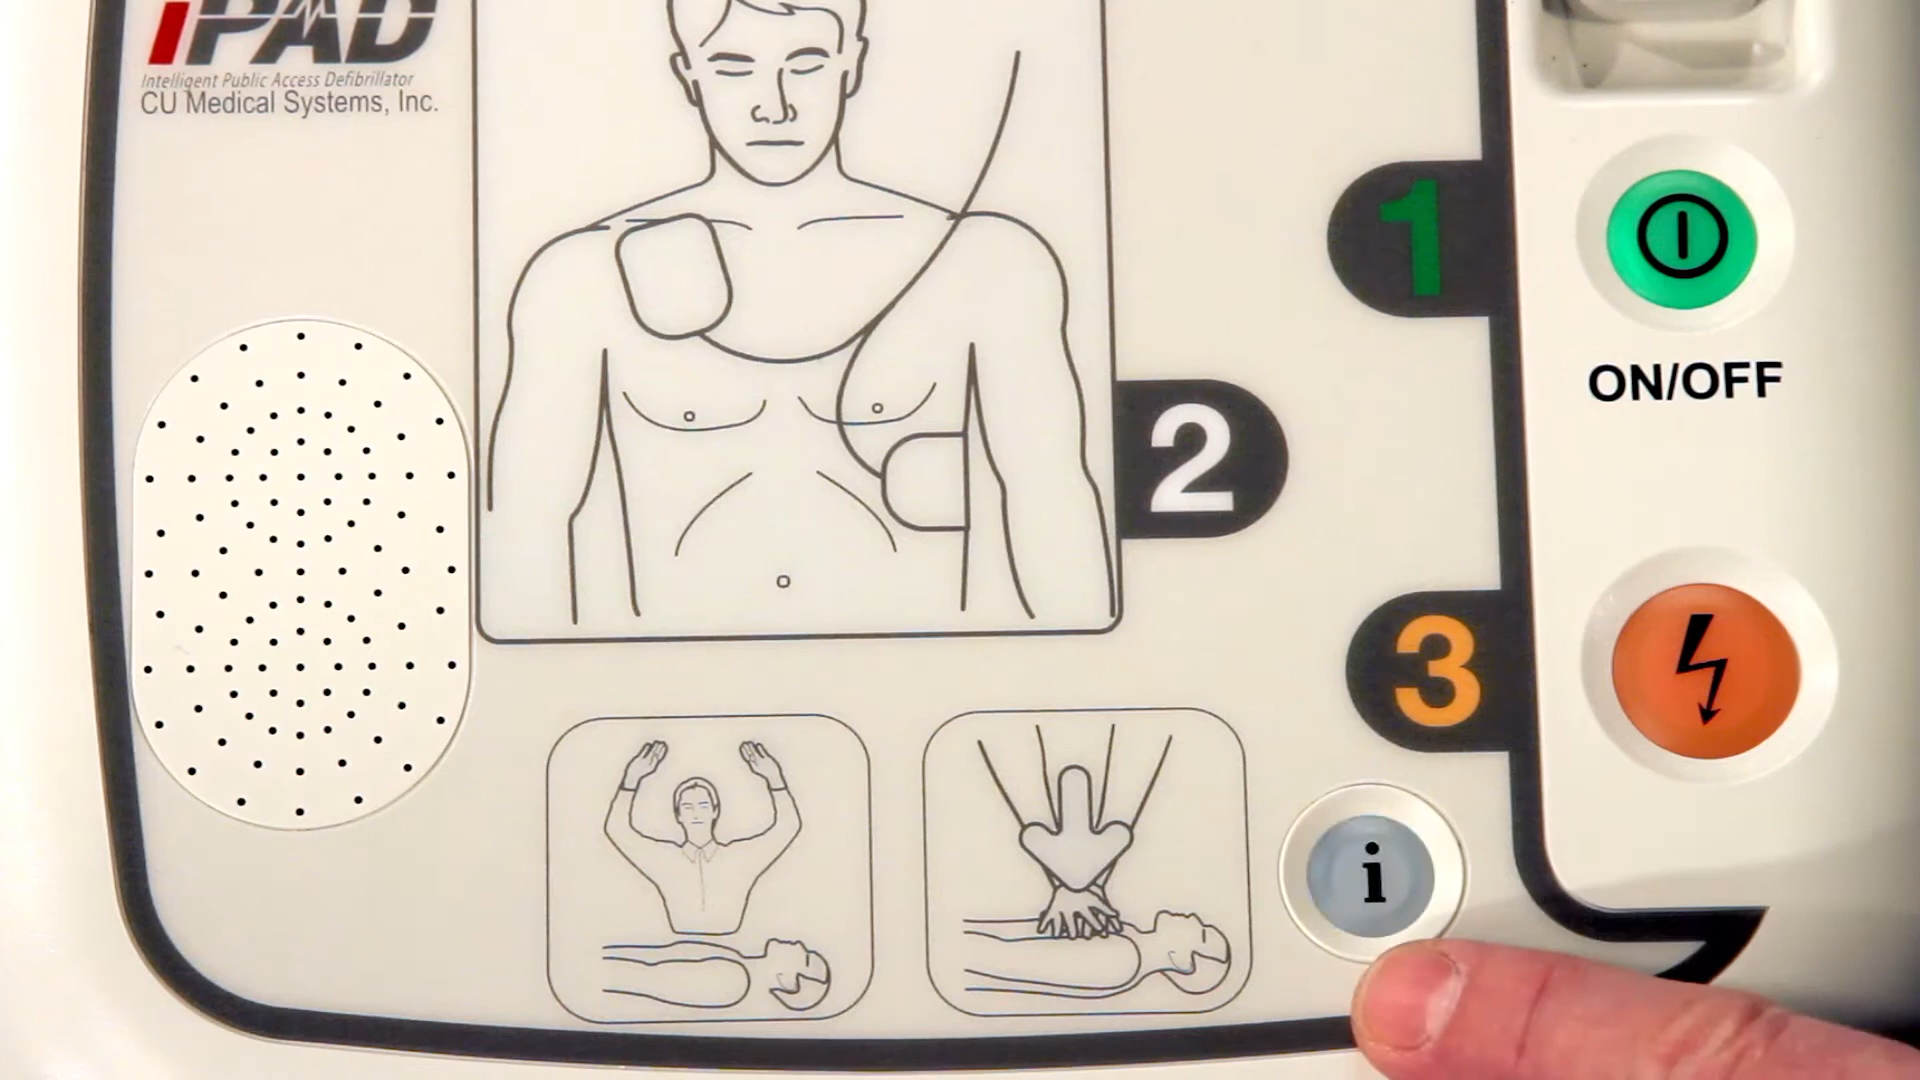 iPAD
Intelligent Public Access Defibrillator
CU Medical Systems, Inc.
1
ON/OFF
2
3
i